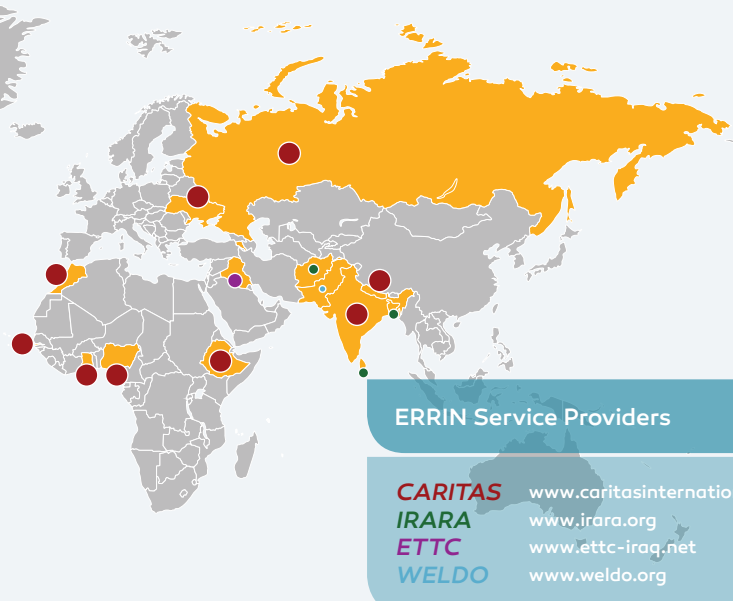 ERRIN Service Providers
CARITAS www.caritasinternatio
IRARA www.irara.org
ETTC www.ettc-iraq.net
WELDO www.weldo.org